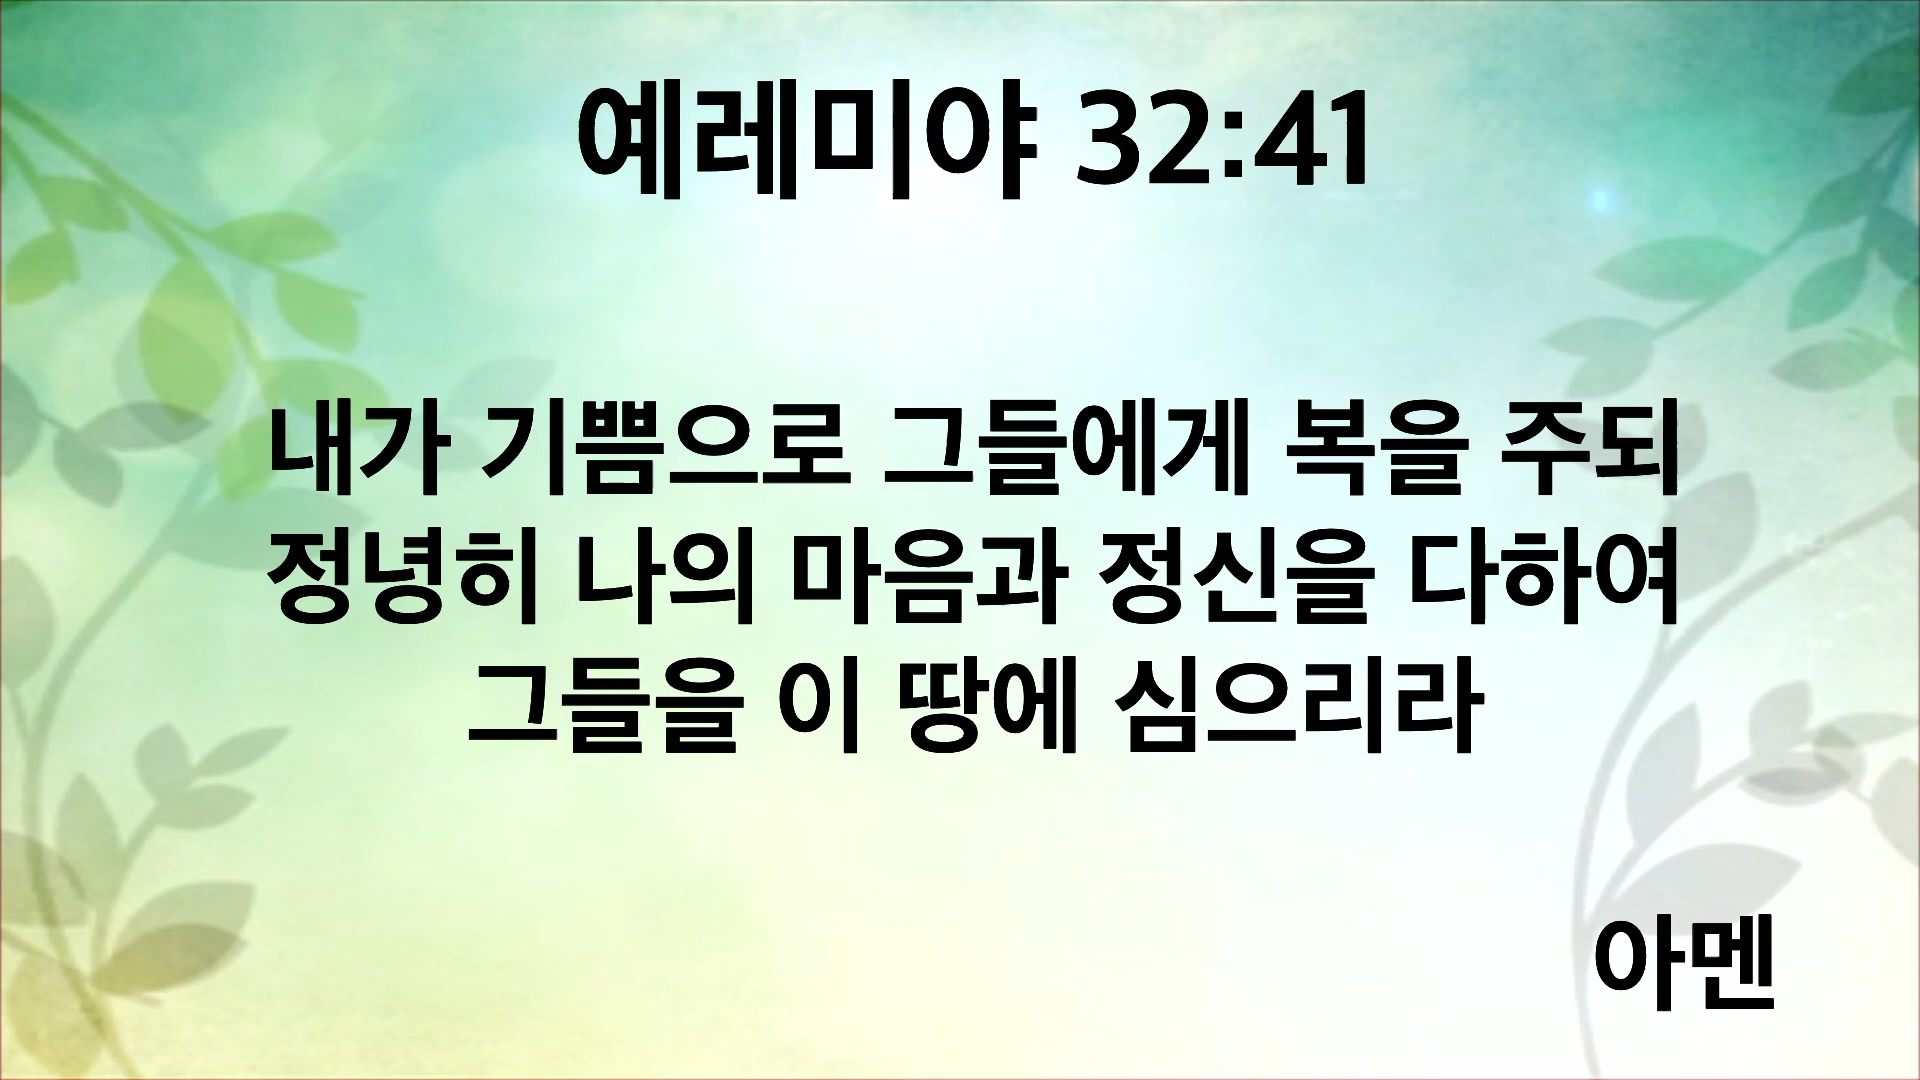 예레미야 32:41
내가 기쁨으로 그들에게 복을 주되
정녕히 나의 마음과 정신을 다하여
그들을 이 땅에 심으리라
아멘